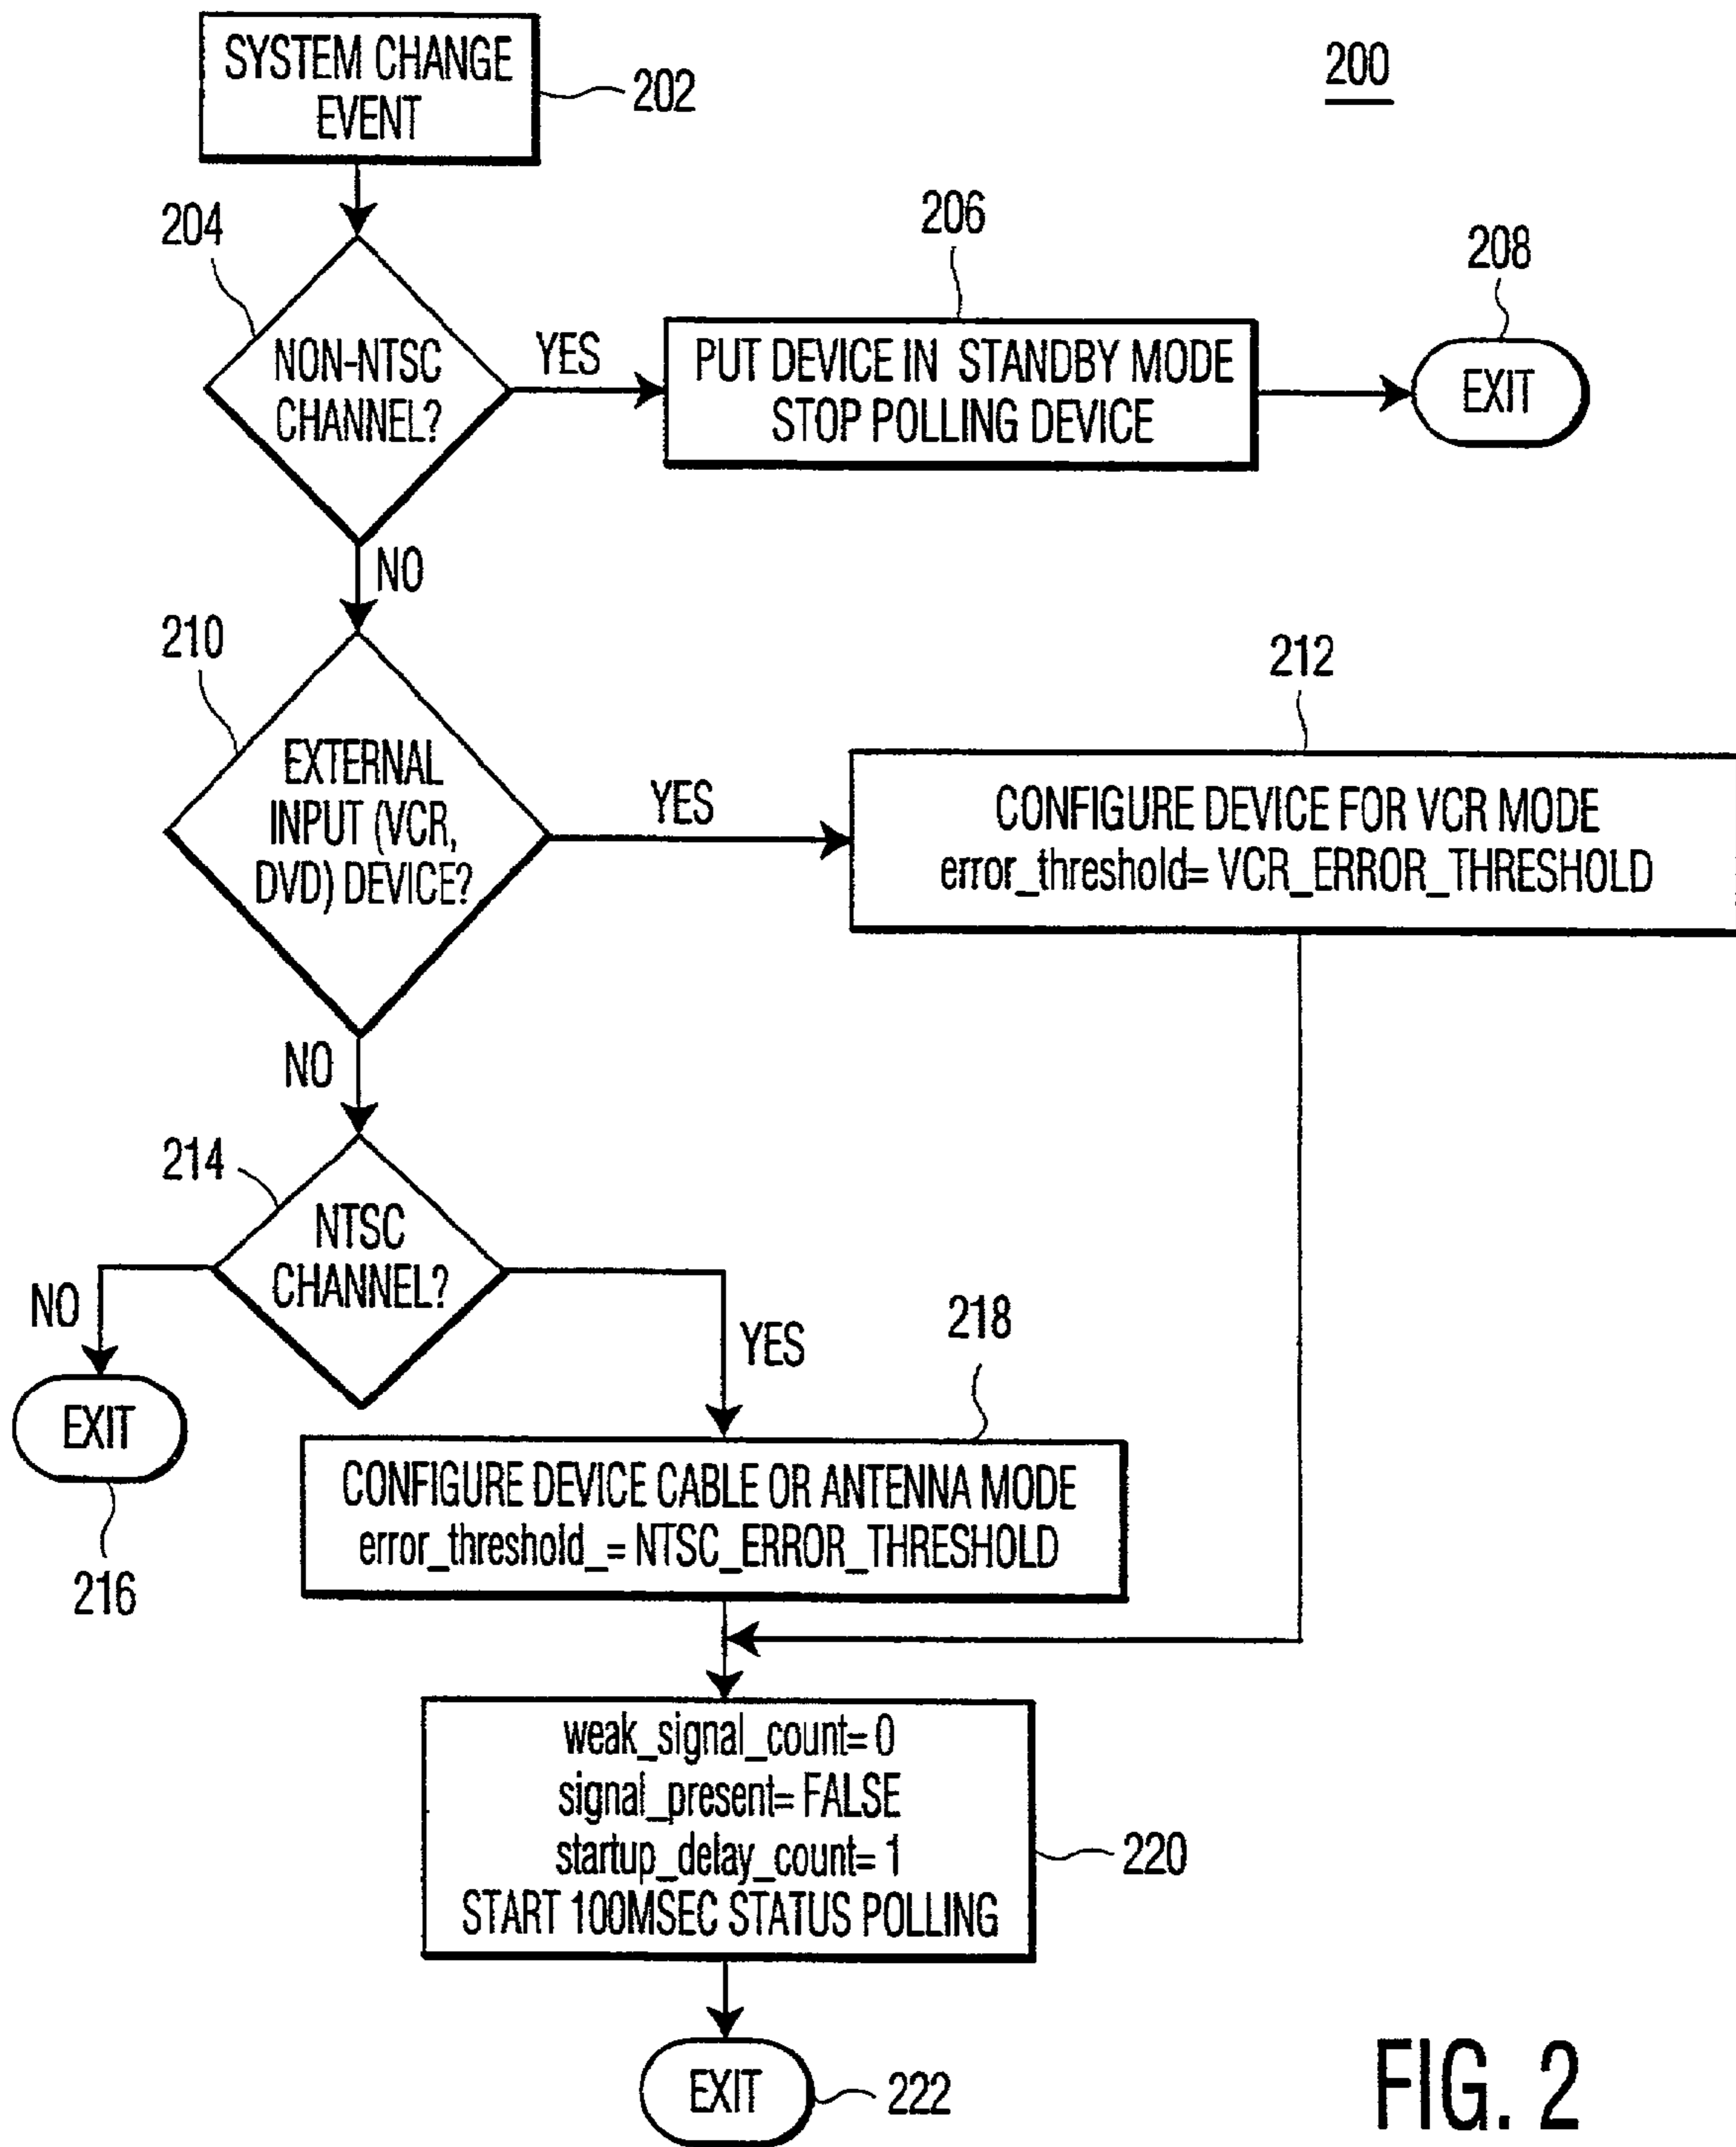 SYSTEM CHANGE
EVENT
202
200
204
NON-NTSC
CHANNEL?
YES
206
PUT DEVICE IN STANDBY MODE
STOP POLLING DEVICE
208
EXIT
NO
210
EXTERNAL
INPUT (VCR,
DVD) DEVICE?
YES
212
CONFIGURE DEVICE FOR VCR MODE
error_threshold= VCR_ERROR_THRESHOLD
NO
214
NTSC
CHANNEL?
NO
EXIT
216
YES
218
CONFIGURE DEVICE CABLE OR ANTENNA MODE
error_threshold_= NTSC_ERROR_THRESHOLD
weak_signal_count= 0
signal_present= FALSE
startup_delay_count= 1
START 100MSEC STATUS POLLING
220
EXIT
222
FIG. 2